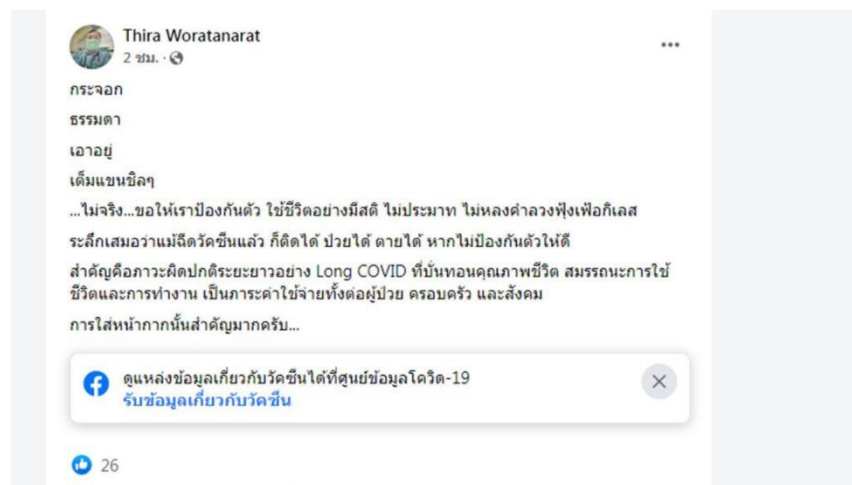 Thira Woratanarat
2 ชม. ·
กระจอก
ธรรมดา
เอาอยู่
เต็มแขนชิลๆ
...ไม่จริง...ขอให้เราป้องกันตัว ใช้ชีวิตอย่างมีสติ ไม่ประมาท ไม่หลงคำลวงฟุ้งเฟ้อกิเลส
ระลึกเสมอว่าแม้ฉีดวัคซีนแล้ว ก็ติดได้ ป่วยได้ ตายได้ หากไม่ป้องกันตัวให้ดี
สำคัญคือภาวะผิดปกติระยะยาวอย่าง Long COVID ที่บั่นทอนคุณภาพชีวิต สมรรถนะการใช้
ชีวิตและการทำงาน เป็นภาระค่าใช้จ่ายทั้งต่อผู้ป่วย ครอบครัว และสังคม
การใส่หน้ากากนั้นสำคัญมากครับ...
ดูแหล่งข้อมูลเกี่ยวกับวัคซีนได้ที่ศูนย์ข้อมูลโควิด-19
รับข้อมูลเกี่ยวกับวัคซีน
26